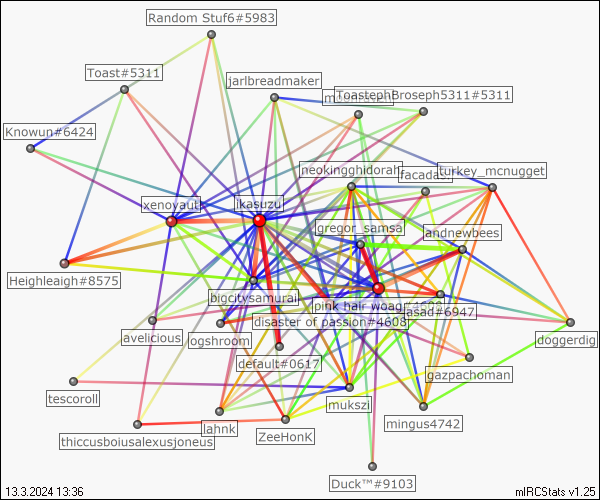 Random Stuf6#5983
Toast#5311
jarlbreadmaker
ToastephBroseph5311#5311
Knowun#6424
neokingghidorah
facada
turkey_mcnugget
xenoyaut
ikasuzu
gregor_samsa
andnewbees
Heighleaigh#8575
bigcitysamurai
pink hair woag#4692
asad#6947
disaster of passion#4608
avelicious
ogshroom
doggerdig
default#0617
gazpachoman
tescoroll
mukszi
lahnk
mingus4742
thiccusboiusalexusjoneus
ZeeHonK
Duck™#9103
13.3.2024 13:36
mIRCStats v1.25